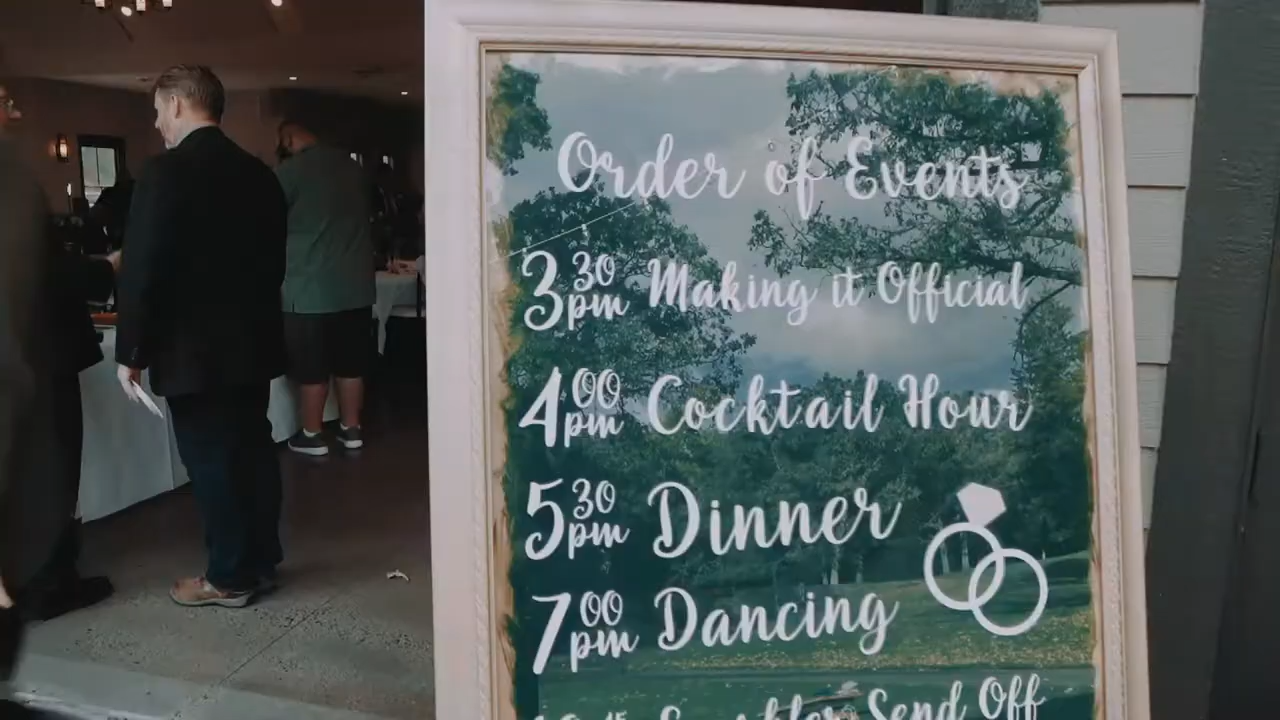 Order of Events
3:30 pm Making it Official
4:00 pm Cocktail Hour
5:30 pm Dinner
7:00 pm Dancing
Send Off